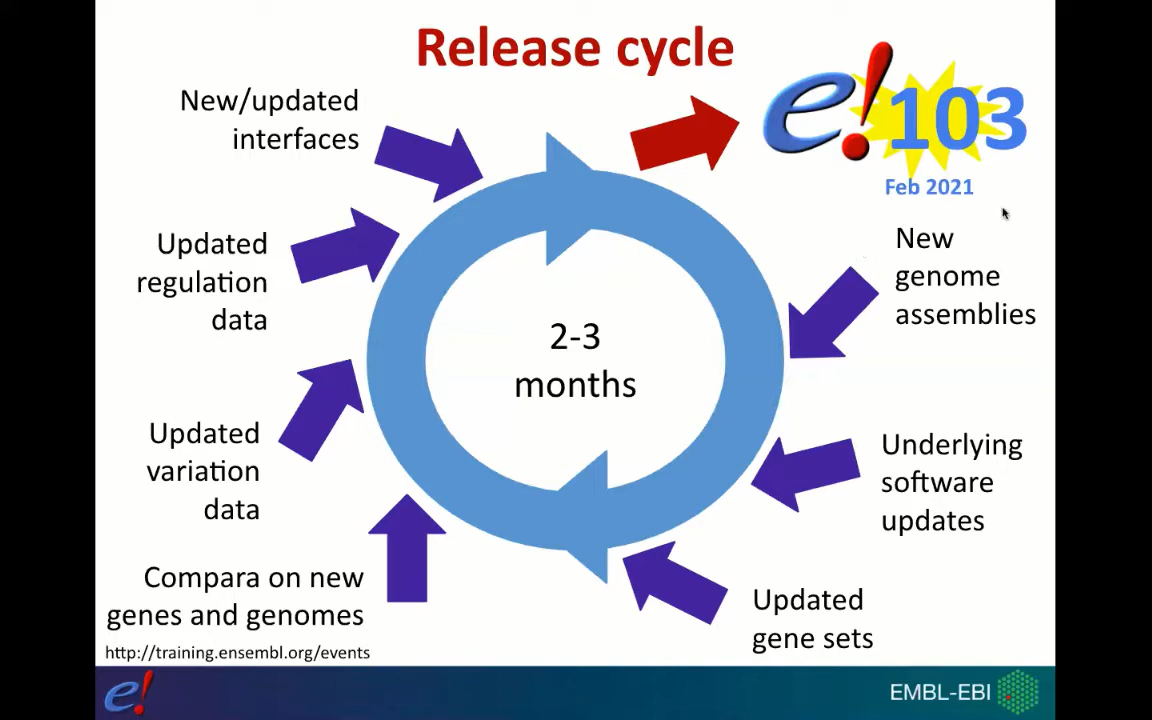 Release cycle
e!103
Feb 2021
New/updated
interfaces
Updated
regulation
data
Updated
variation
data
Compara on new
genes and genomes
2-3
months
New
genome
assemblies
Underlying
software
updates
Updated
gene sets
http://training.ensembl.org/events
e!
EMBL-EBI